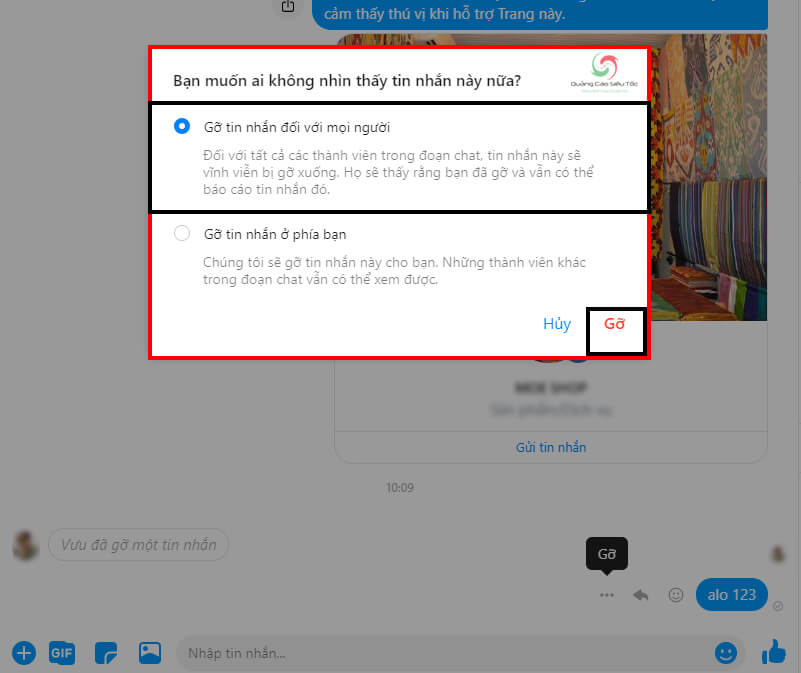 cảm thấy thú vị khi hỗ trợ Trang này.
Bạn muốn ai không nhìn thấy tin nhắn này nữa?
Quảng Cáo Siêu Tốc
Gỡ tin nhắn đối với mọi người
Đối với tất cả các thành viên trong đoạn chat, tin nhắn này sẽ
vĩnh viễn bị gỡ xuống. Họ sẽ thấy rằng bạn đã gỡ và vẫn có thể
báo cáo tin nhắn đó.
Gỡ tin nhắn ở phía bạn
Chúng tôi sẽ gỡ tin nhắn này cho bạn. Những thành viên khác
trong đoạn chat vẫn có thể xem được.
Hủy
Gỡ
MOE SHOP
Sản phẩm/Dịch vụ
Gửi tin nhắn
10:09
Vưu đã gỡ một tin nhắn
Gỡ
alo 123
GIF
Nhập tin nhắn...